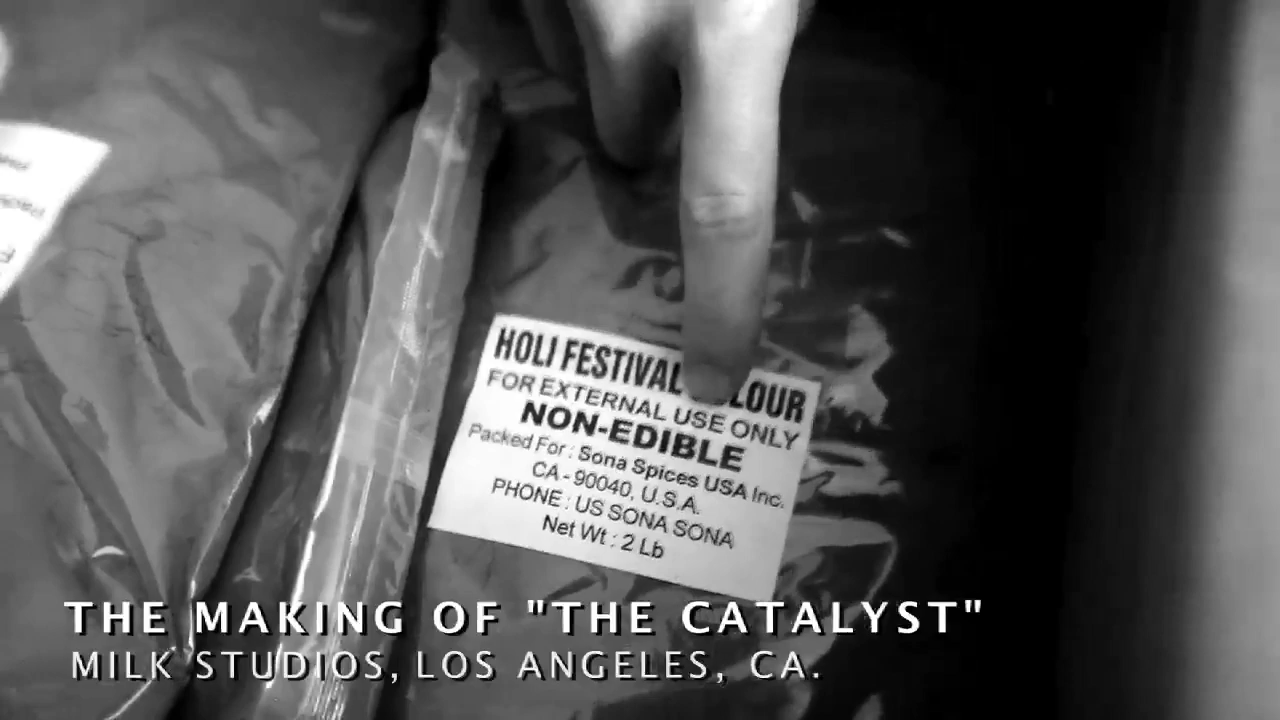 HOLI FESTIVAL LOUR
FOR EXTERNAL USE ONLY
NON-EDIBLE
Packed For : Sona Spices USA Inc.
CA - 90040, U.S.A.
PHONE : US SONA SONA
Net Wt : 2 Lb
THE MAKING OF "THE CATALYST"
MILK STUDIOS, LOS ANGELES, CA.